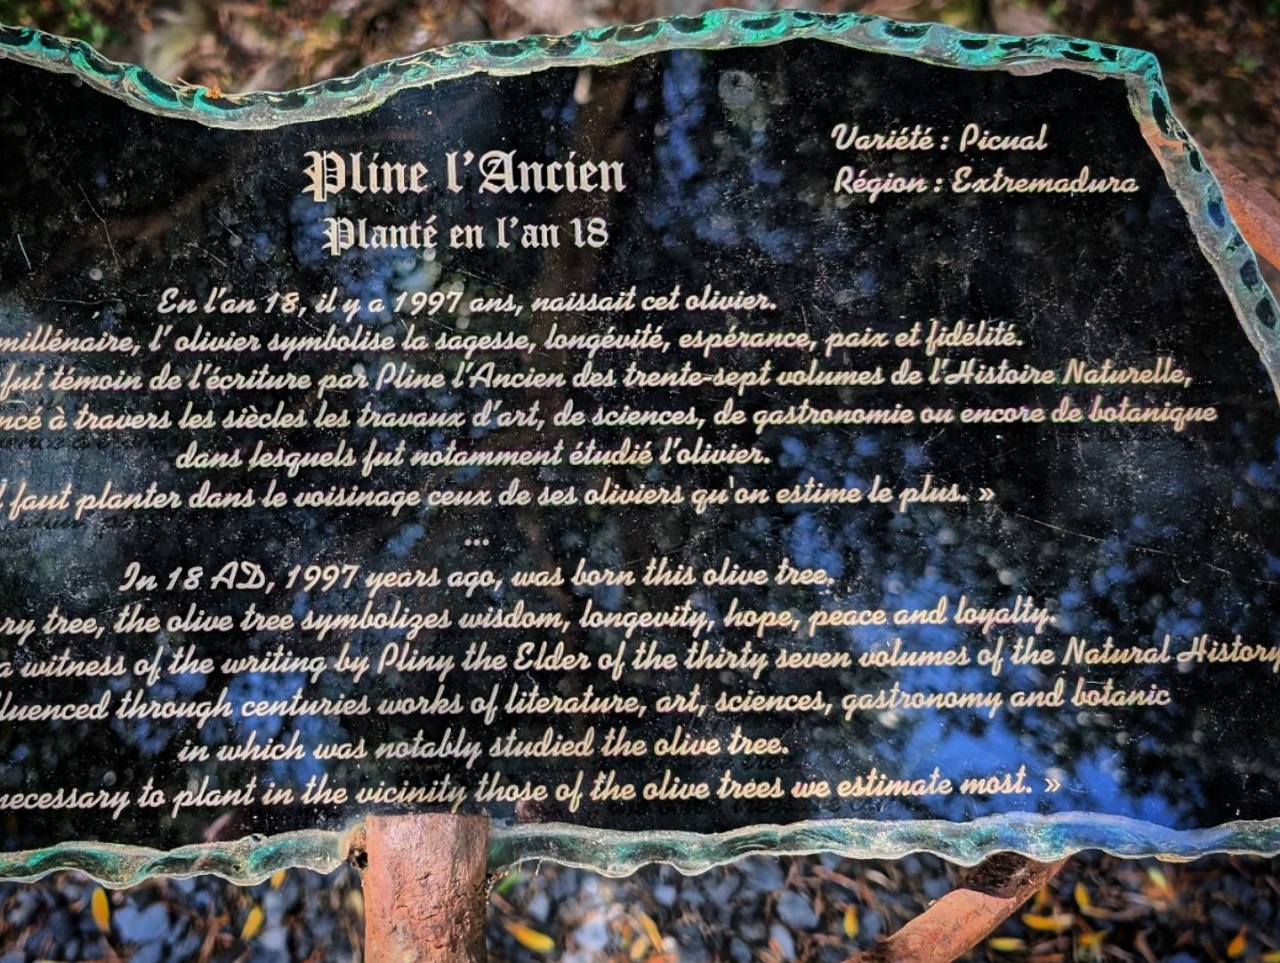 Pline l'Ancien
Planté en l'an 18
Variété : Picual
Région : Extremadura
En l'an 18, il y a 1997 ans, naissait cet olivier.
millénaire, l'olivier symbolise la sagesse, longévité, espérance, paix et fidélité.
fut témoin de l'écriture par Pline l'Ancien des trente-sept volumes de l'Histoire Naturelle,
à travers les siècles les travaux d'art, de sciences, de gastronomie ou encore de botanique
dans lesquels fut notamment étudié l'olivier.
faut planter dans le voisinage ceux de ses oliviers qu'on estime le plus. »
...
In 18 AD, 1997 years ago, was born this olive tree.
tree, the olive tree symbolizes wisdom, longevity, hope, peace and loyalty.
a witness of the writing by Pliny the Elder of the thirty seven volumes of the Natural History
through centuries works of literature, art, sciences, gastronomy and botanic
in which was notably studied the olive tree.
necessary to plant in the vicinity those of the olive trees we estimate most. »